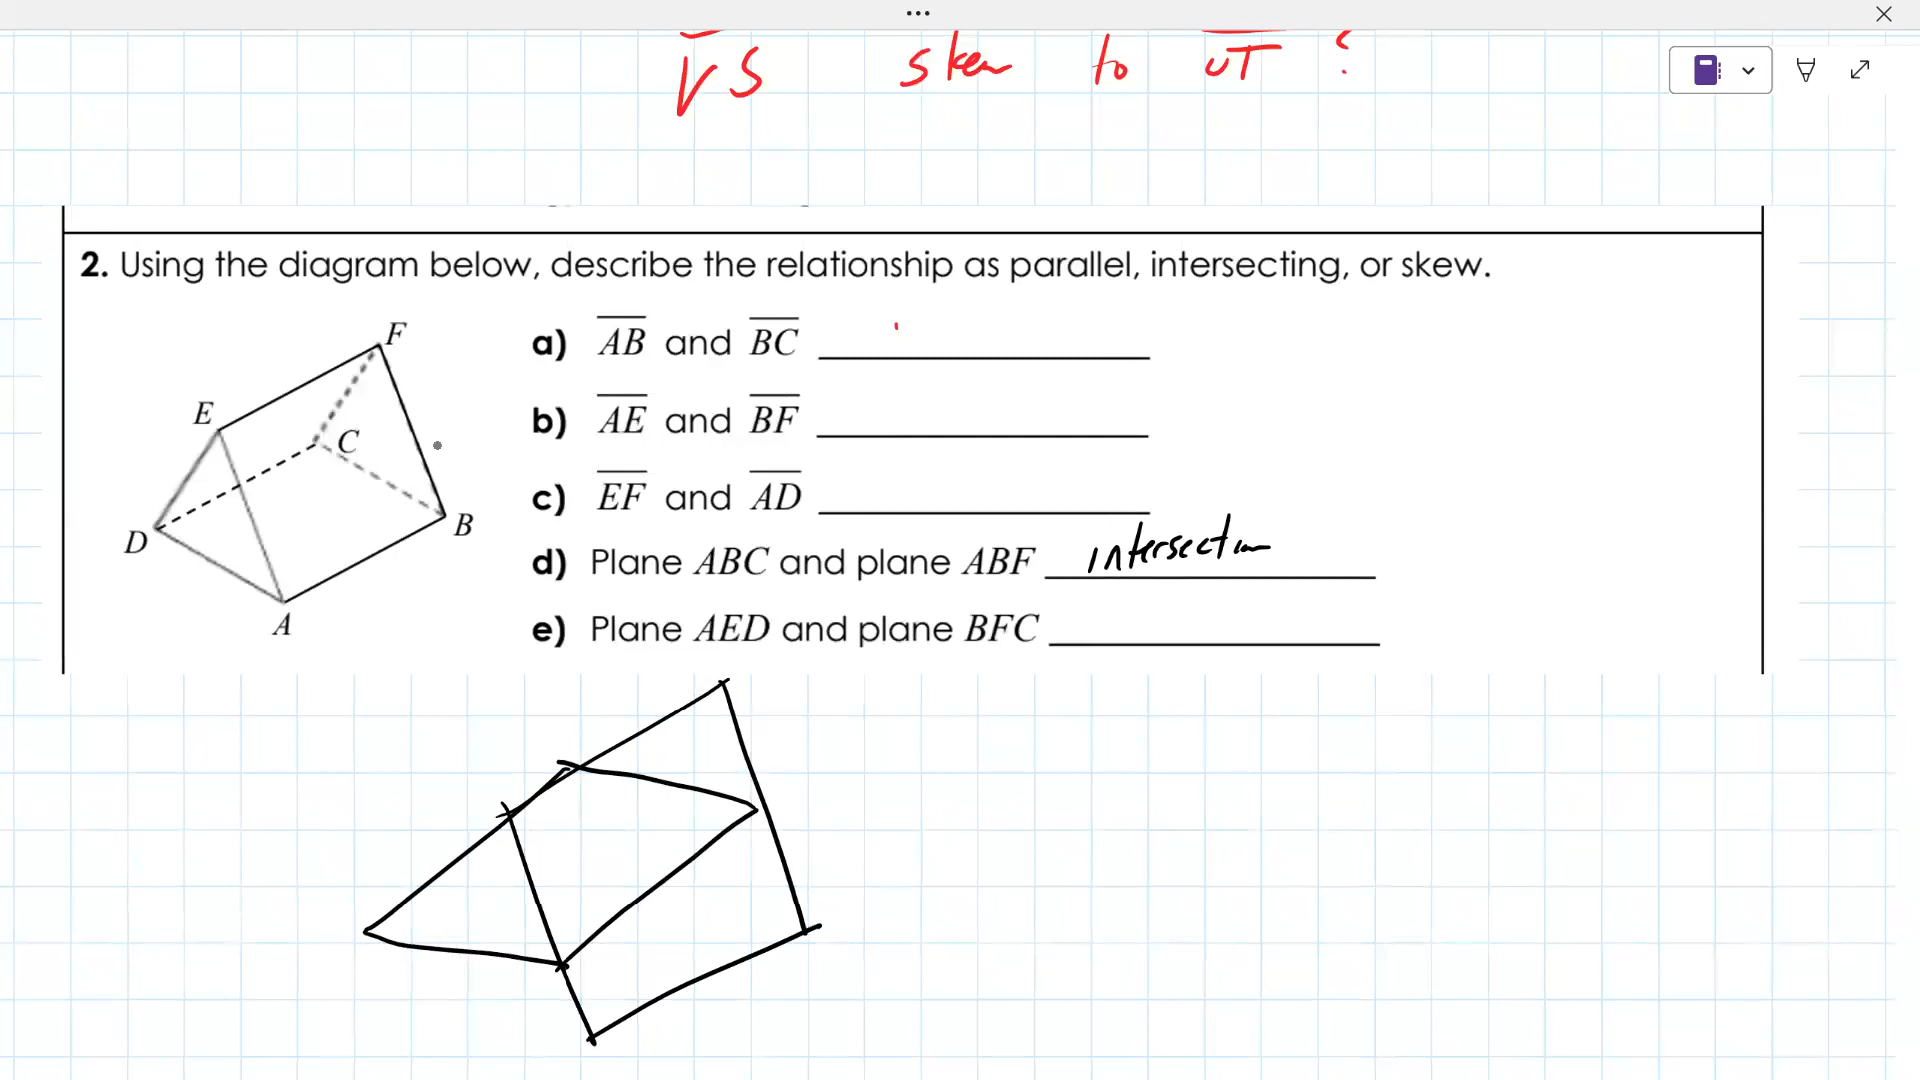 VS skew to UT ?
2. Using the diagram below, describe the relationship as parallel, intersecting, or skew.
F
E
C
D
B
A
a) AB and BC
b) AE and BF
c) EF and AD
d) Plane ABC and plane ABF intersection
e) Plane AED and plane BFC